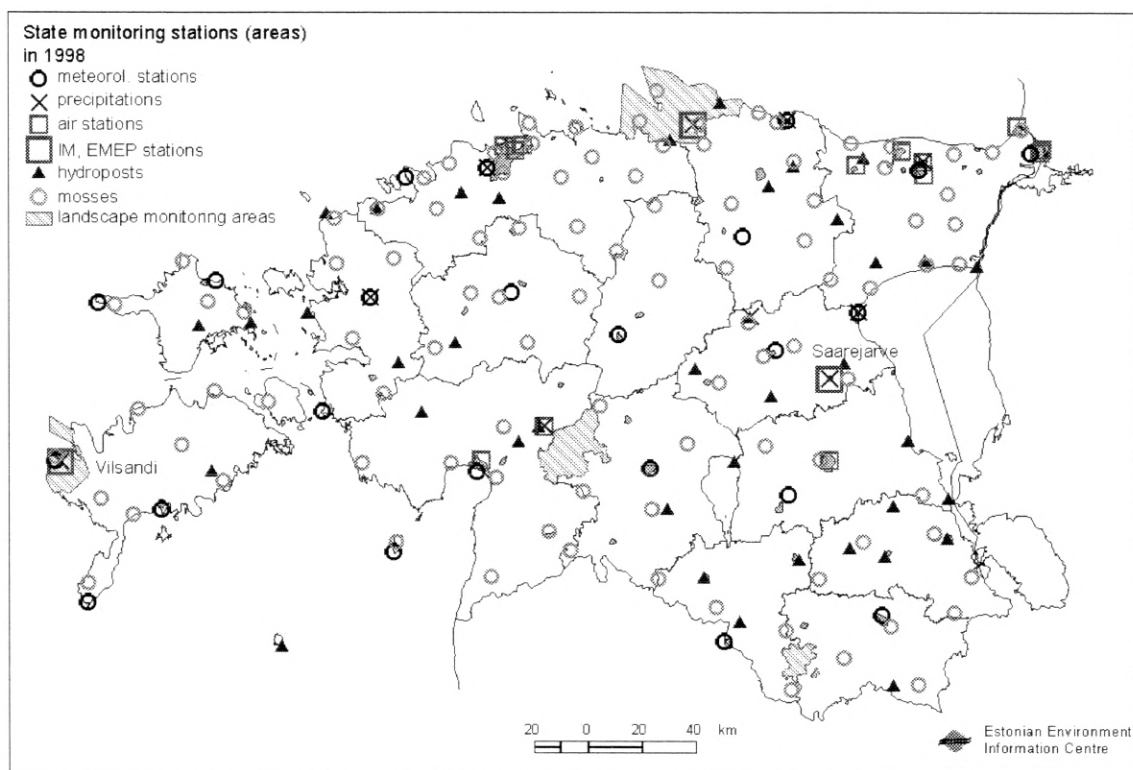 State monitoring stations (areas)
in 1998
meteorol. stations
precipitations
air stations
IM, EMEP stations
hydroposts
mosses
landscape monitoring areas
Saarejarve
Vilsandi
20 0 20 40 km
Estonian Environment
Information Centre